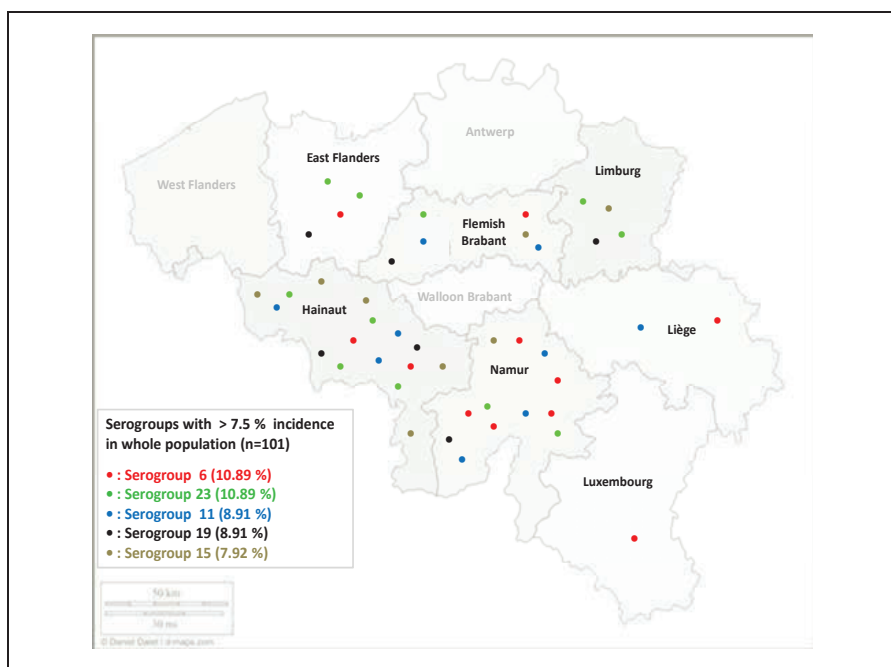 Antwerp
East Flanders
Limburg
West Flanders
Flemish
Brabant
Walloon Brabant
Hainaut
Liège
Namur
Luxembourg
Serogroups with > 7.5 % incidence
in whole population (n=101)
• : Serogroup 6 (10.89 %)
• : Serogroup 23 (10.89 %)
• : Serogroup 11 (8.91 %)
• : Serogroup 19 (8.91 %)
• : Serogroup 15 (7.92 %)
50 km
30 mi
© Daniel Dalet / d-maps.com